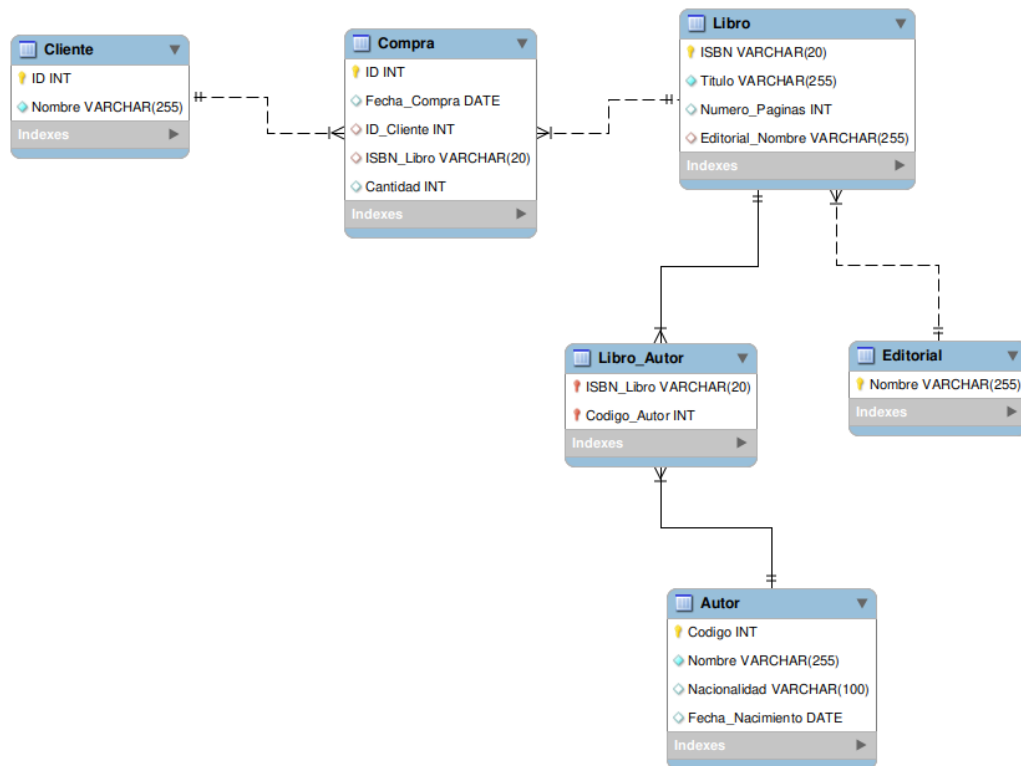 Cliente
ID INT
Nombre VARCHAR(255)
Indexes
Compra
ID INT
Fecha_Compra DATE
ID_Cliente INT
ISBN_Libro VARCHAR(20)
Cantidad INT
Indexes
Libro
ISBN VARCHAR(20)
Título VARCHAR(255)
Numero_Paginas INT
Editorial_Nombre VARCHAR(255)
Indexes
Libro_Autor
ISBN_Libro VARCHAR(20)
Codigo_Autor INT
Indexes
Editorial
Nombre VARCHAR(255)
Indexes
Autor
Codigo INT
Nombre VARCHAR(255)
Nacionalidad VARCHAR(100)
Fecha_Nacimiento DATE
Indexes